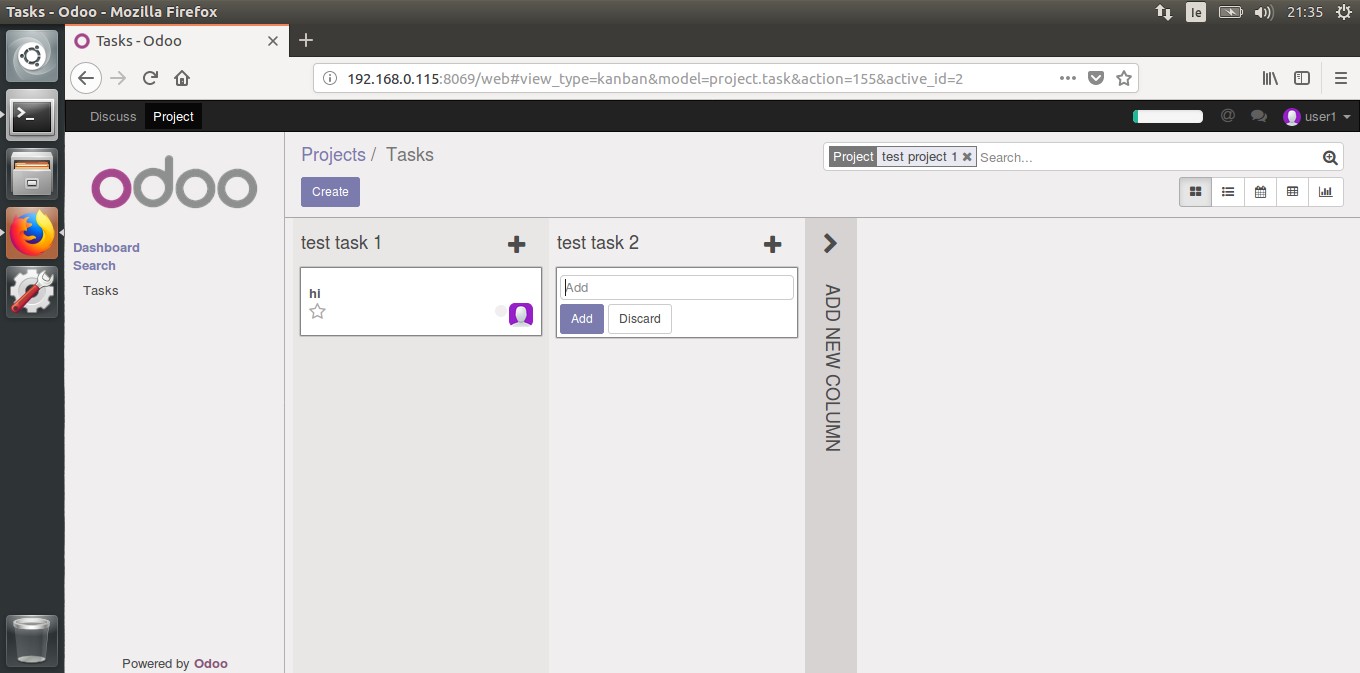 Tasks - Odoo - Mozilla Firefox
Ie
21:35
Tasks - Odoo
192.168.0.115:8069/web#view_type=kanban&model=project.task&action=155&active_id=2
Discuss Project
@ user1
odoo
Dashboard
Search
Tasks
Powered by Odoo
Projects / Tasks
Project test project 1 Search...
Create
test task 1
hi
test task 2
Add
Add Discard
ADD NEW COLUMN